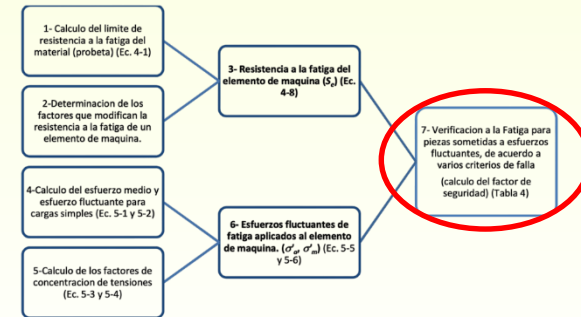 1- Calculo del limite de
resistencia a la fatiga del
material (probeta) (Ec. 4-1)
2-Determinacion de los
factores que modifican la
resistencia a la fatiga de un
elemento de maquina.
3- Resistencia a la fatiga del
elemento de maquina (Se) (Ec.
4-8)
4-Calculo del esfuerzo medio y
esfuerzo fluctuante para
cargas simples (Ec. 5-1 y 5-2)
5-Calculo de los factores de
concentracion de tensiones
(Ec. 5-3 y 5-4)
6- Esfuerzos fluctuantes de
fatiga aplicados al elemento
de maquina. (σ'a, σ'm) (Ec. 5-5
y 5-6)
7- Verificacion a la Fatiga para
piezas sometidas a esfuerzos
fluctuantes, de acuerdo a
varios criterios de falla
(calculo del factor de
seguridad) (Tabla 4)